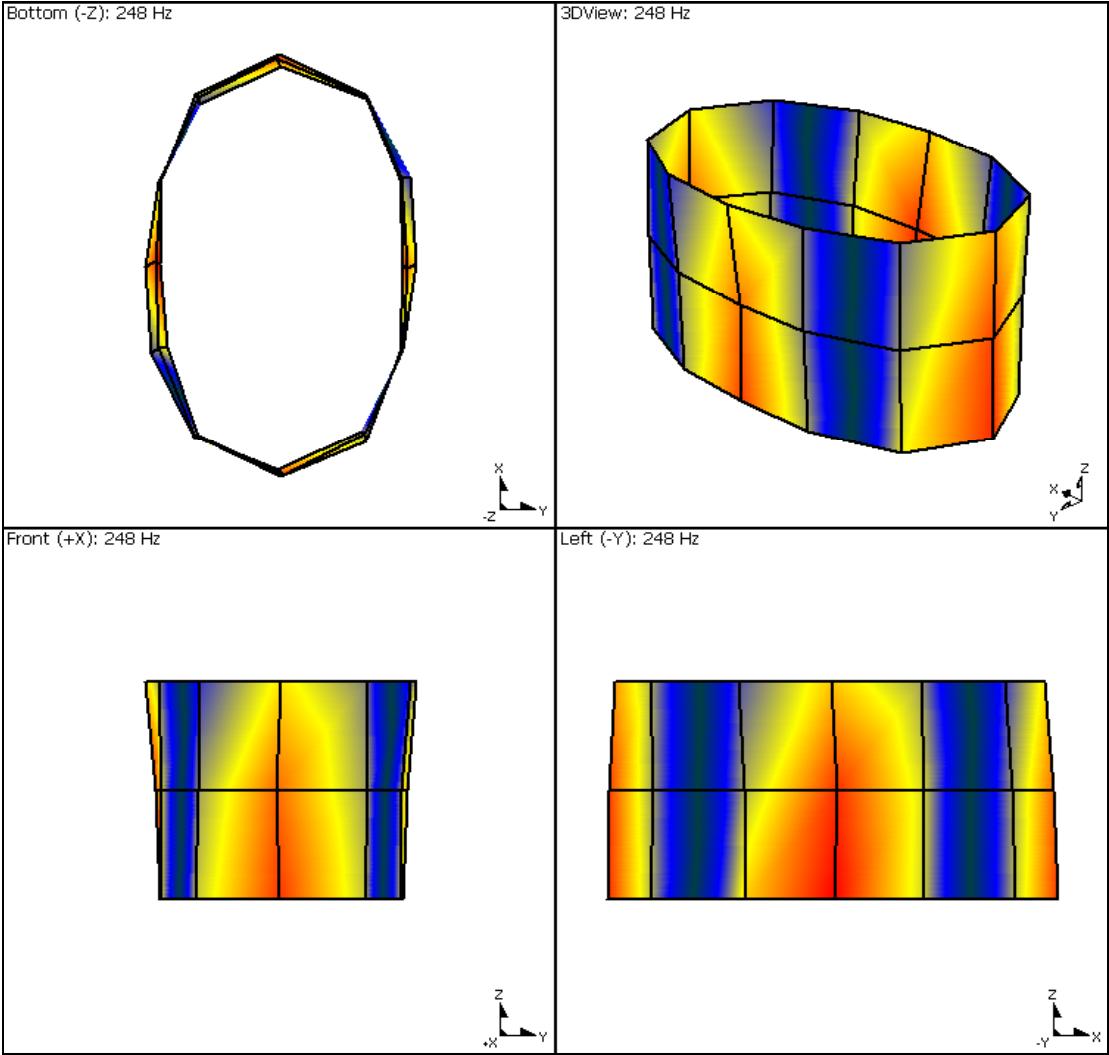 Bottom (-Z): 248 Hz
3DView: 248 Hz
X
-Z
Y
Z
X
Y
Front (+X): 248 Hz
Left (-Y): 248 Hz
Z
+X
Y
Z
-Y
X